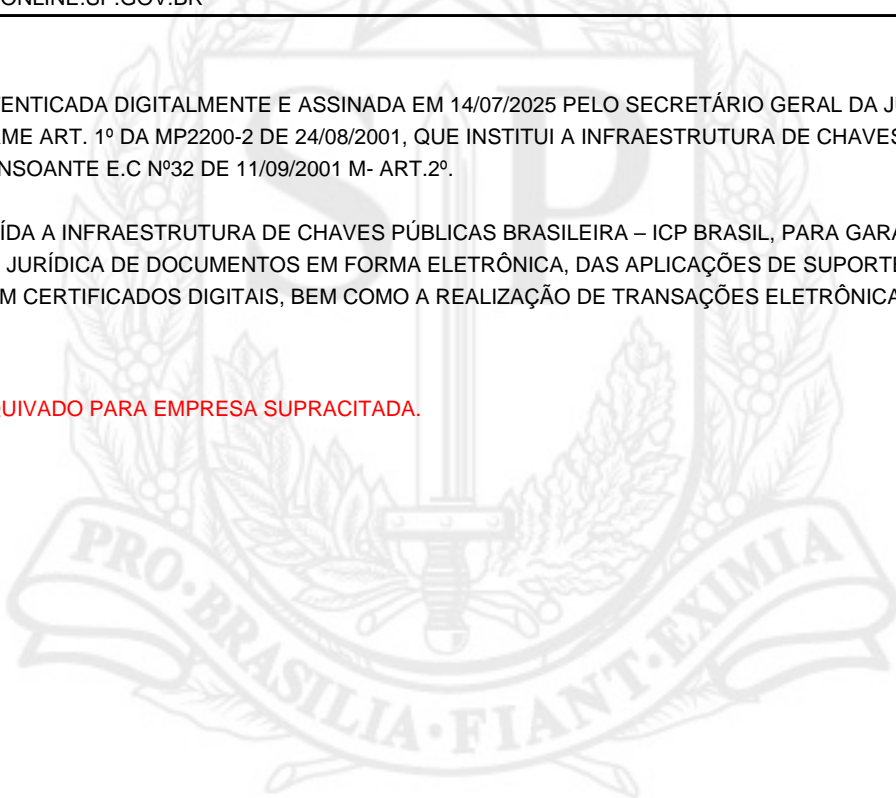 ONLINE.SP.GOV.BR
ENTICADA DIGITALMENTE E ASSINADA EM 14/07/2025 PELO SECRETÁRIO GERAL DA J
ME ART. 1º DA MP2200-2 DE 24/08/2001, QUE INSTITUI A INFRAESTRUTURA DE CHAVES
NSOANTE E.C Nº32 DE 11/09/2001 M- ART.2º.
ÍDA A INFRAESTRUTURA DE CHAVES PÚBLICAS BRASILEIRA – ICP BRASIL, PARA GARA
JURÍDICA DE DOCUMENTOS EM FORMA ELETRÔNICA, DAS APLICAÇÕES DE SUPORTE
M CERTIFICADOS DIGITAIS, BEM COMO A REALIZAÇÃO DE TRANSAÇÕES ELETRÔNICA
UIVADO PARA EMPRESA SUPRACITADA.
SP
PRO·BRASILIA·FIANT·EXIMIA